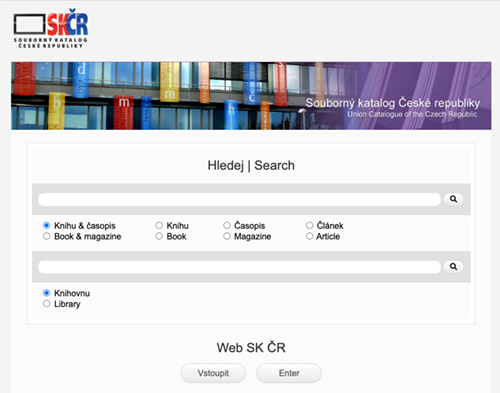 SKČR
SOUBORNÝ KATALOG
ČESKÉ REPUBLIKY
d b m m h e
Souborný katalog České republiky
Union Catalogue of the Czech Republic
Hledej | Search
Knihu & časopis Knihu Časopis Článek
Book & magazine Book Magazine Article
Knihovnu
Library
Web SK ČR
Vstoupit Enter